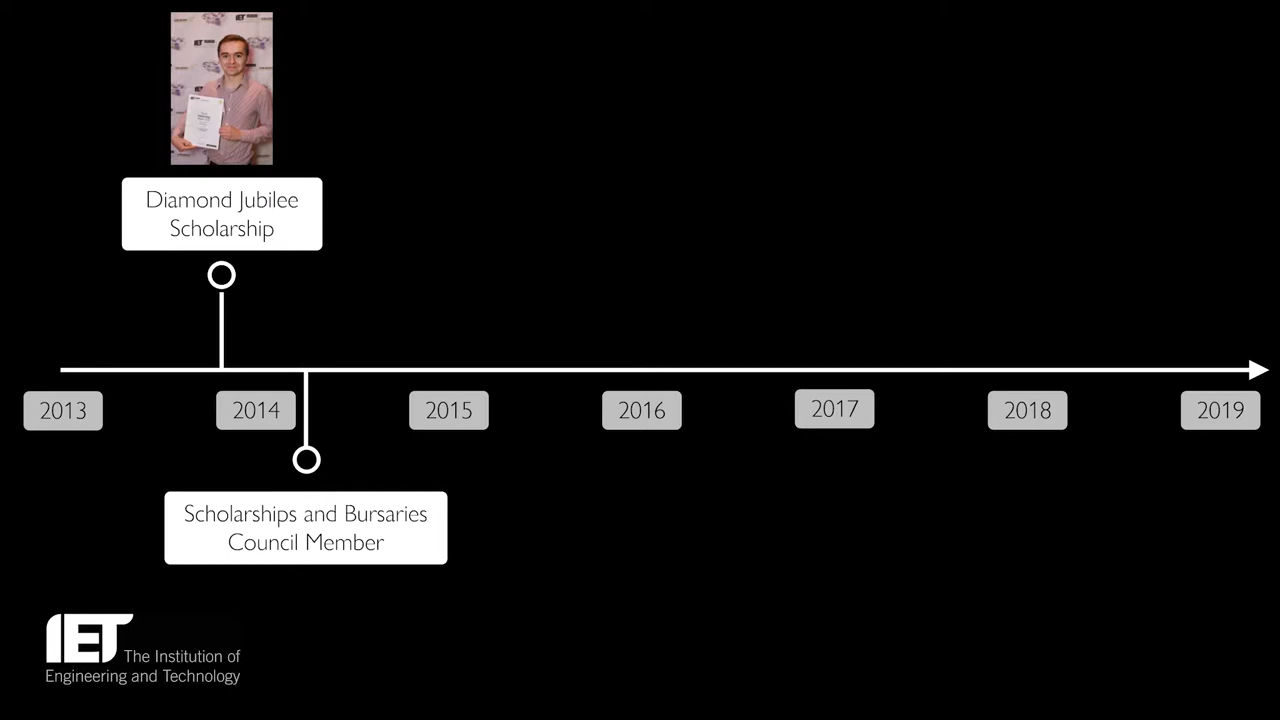 IET
Diamond Jubilee
Scholarship
2013
2014
2015
2016
2017
2018
2019
Scholarships and Bursaries
Council Member
IET The Institution of
Engineering and Technology